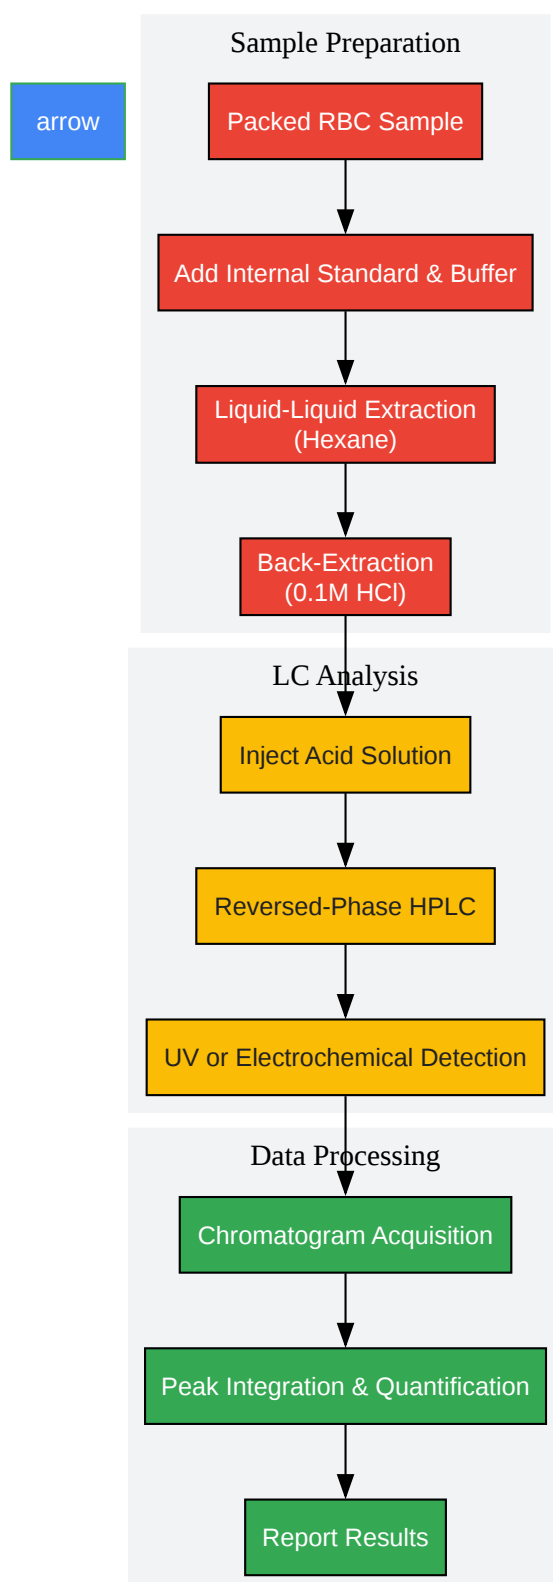 Sample Preparation
arrow
Packed RBC Sample
Add Internal Standard & Buffer
Liquid-Liquid Extraction
(Hexane)
Back-Extraction
(0.1M HCl)
LC Analysis
Inject Acid Solution
Reversed-Phase HPLC
UV or Electrochemical Detection
Data Processing
Chromatogram Acquisition
Peak Integration & Quantification
Report Results